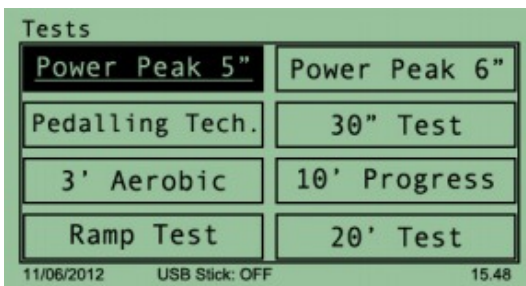 Tests
Power Peak 5”
Power Peak 6”
Pedalling Tech.
30” Test
3’ Aerobic
10’ Progress
Ramp Test
20’ Test
11/06/2012 USB Stick: OFF 15.48